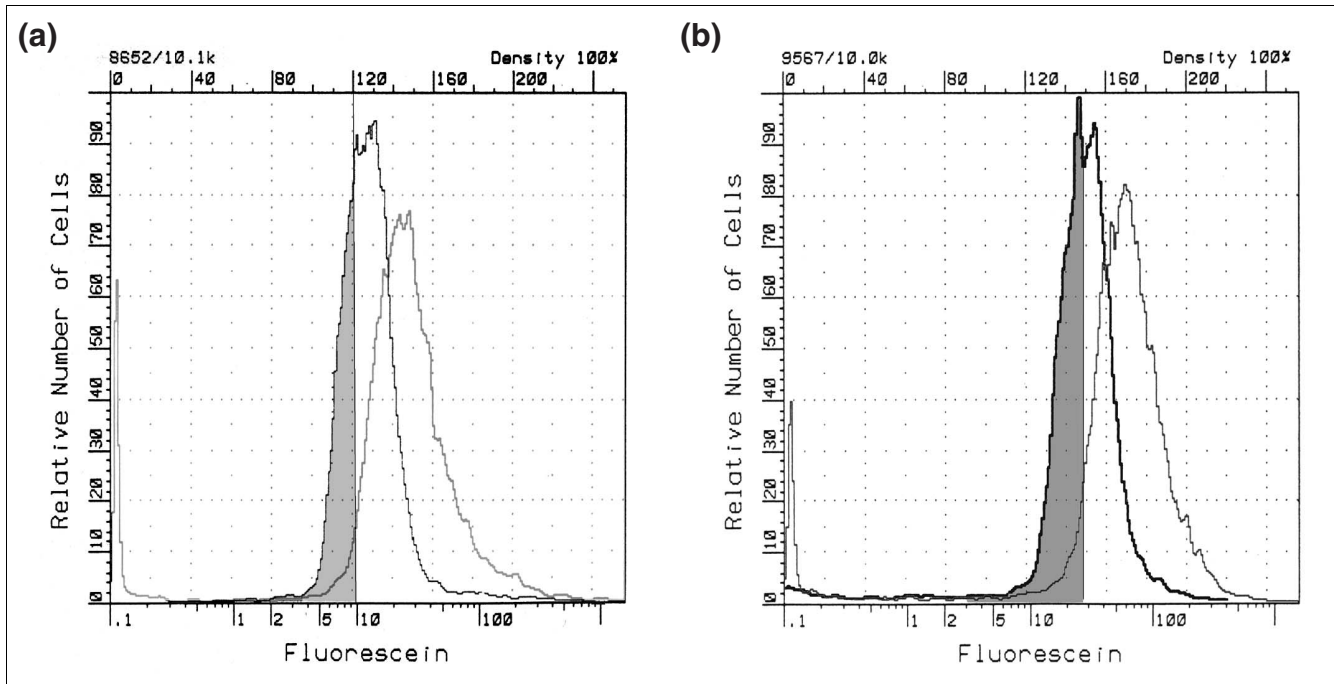 (a)
8652/10.1k Density 100%
0 40 80 120 160 200
Relative Number of Cells
0 10 20 30 40 50 60 70 80 90
.1 1 2 5 10 100
Fluorescein
(b)
9567/10.0k Density 100%
0 40 80 120 160 200
Relative Number of Cells
0 10 20 30 40 50 60 70 80 90
.1 1 2 5 10 100
Fluorescein